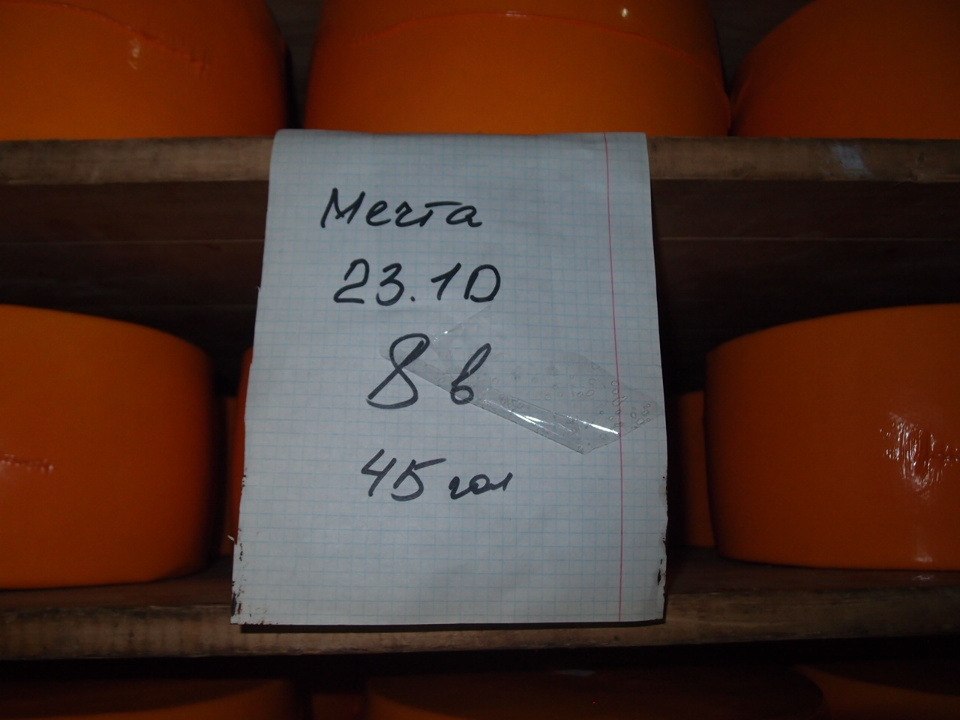 Мечта
23.10
8 в
45 гол